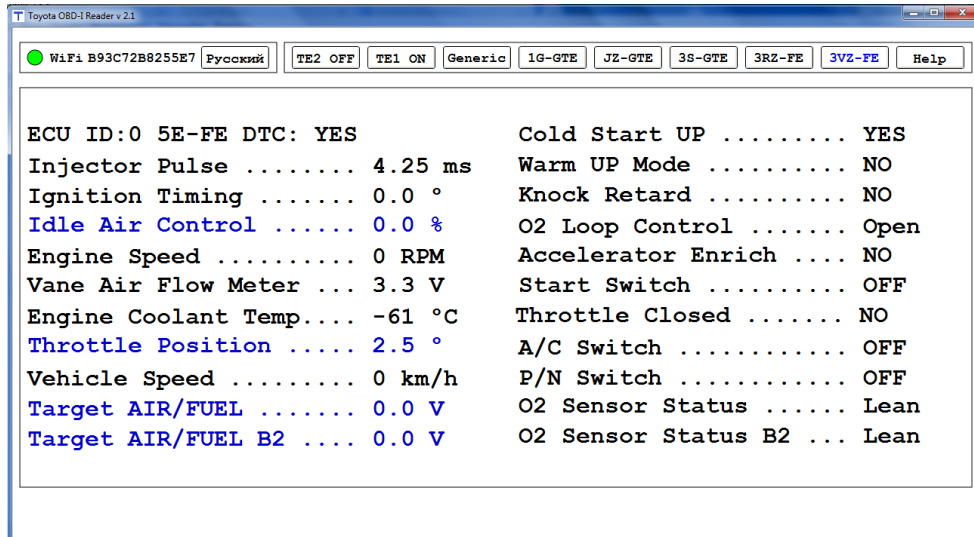 Toyota OBD-I Reader v 2.1
WiFi B93C72B8255E7 Русский TE2 OFF TE1 ON Generic 1G-GTE JZ-GTE 3S-GTE 3RZ-FE 3VZ-FE Help
ECU ID:0 5E-FE DTC: YES
Injector Pulse ........ 4.25 ms
Ignition Timing ....... 0.0 º
Idle Air Control ...... 0.0 %
Engine Speed .......... 0 RPM
Vane Air Flow Meter ... 3.3 V
Engine Coolant Temp.... -61 ºC
Throttle Position ..... 2.5 º
Vehicle Speed ......... 0 km/h
Target AIR/FUEL ....... 0.0 V
Target AIR/FUEL B2 .... 0.0 V
Cold Start UP ......... YES
Warm UP Mode .......... NO
Knock Retard .......... NO
O2 Loop Control ....... Open
Accelerator Enrich .... NO
Start Switch .......... OFF
Throttle Closed ....... NO
A/C Switch ............ OFF
P/N Switch ............ OFF
O2 Sensor Status ...... Lean
O2 Sensor Status B2 ... Lean